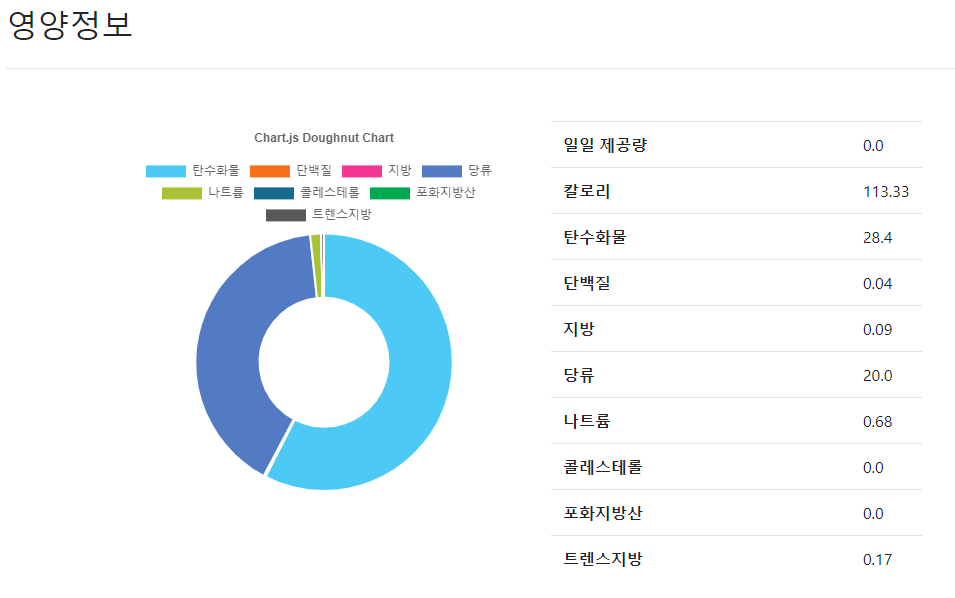 영양정보
Chart.js Doughnut Chart
탄수화물 단백질 지방 당류
나트륨 콜레스테롤 포화지방산
트렌스지방
일일 제공량 0.0
칼로리 113.33
탄수화물 28.4
단백질 0.04
지방 0.09
당류 20.0
나트륨 0.68
콜레스테롤 0.0
포화지방산 0.0
트렌스지방 0.17